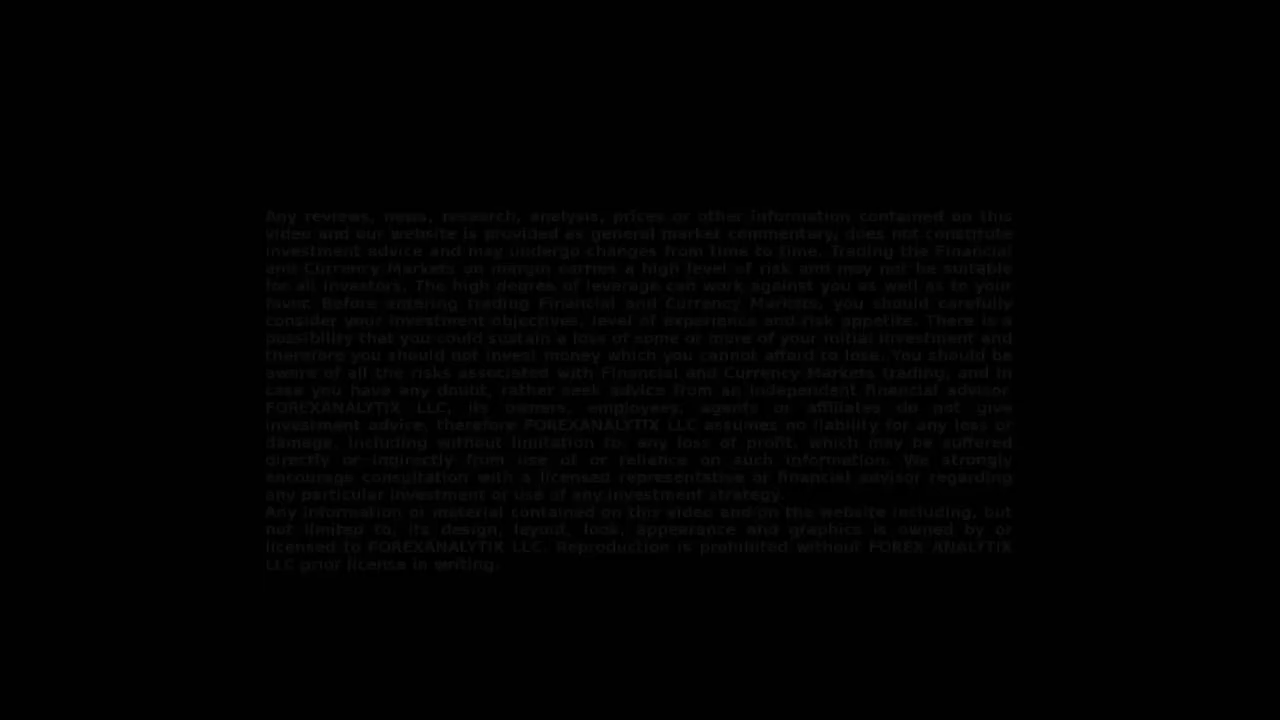 Any reviews, news, research, analysis, prices or other information contained on this
video and our website is provided as general market commentary, does not constitute
investment advice and may undergo changes from time to time. Trading the Financial
and Currency Markets on margin carries a high level of risk and may not be suitable
for all investors. The high degree of leverage can work against you as well as to your
favor. Before entering trading Financial and Currency Markets, you should carefully
consider your investment objectives, level of experience and risk appetite. There is a
possibility that you could sustain a loss of some or more of your initial investment and
therefore you should not invest money which you cannot afford to lose. You should be
aware of all the risks associated with Financial and Currency Markets trading, and in
case you have any doubt, rather seek advice from an independent financial advisor.
FOREXANALYTIX LLC, its owners, employees, agents or affiliates do not give
investment advice, therefore FOREXANALYTIX LLC assumes no liability for any loss or
damage, including without limitation to, any loss of profit, which may be suffered
directly or indirectly from use of or reliance on such information. We strongly
encourage consultation with a licensed representative or financial advisor regarding
any particular investment or use of any investment strategy.
Any information or material contained on this video and/on the website including, but
not limited to, its design, layout, look, appearance and graphics is owned by or
licensed to FOREXANALYTIX LLC. Reproduction is prohibited without FOREX ANALYTIX
LLC prior license in writing.